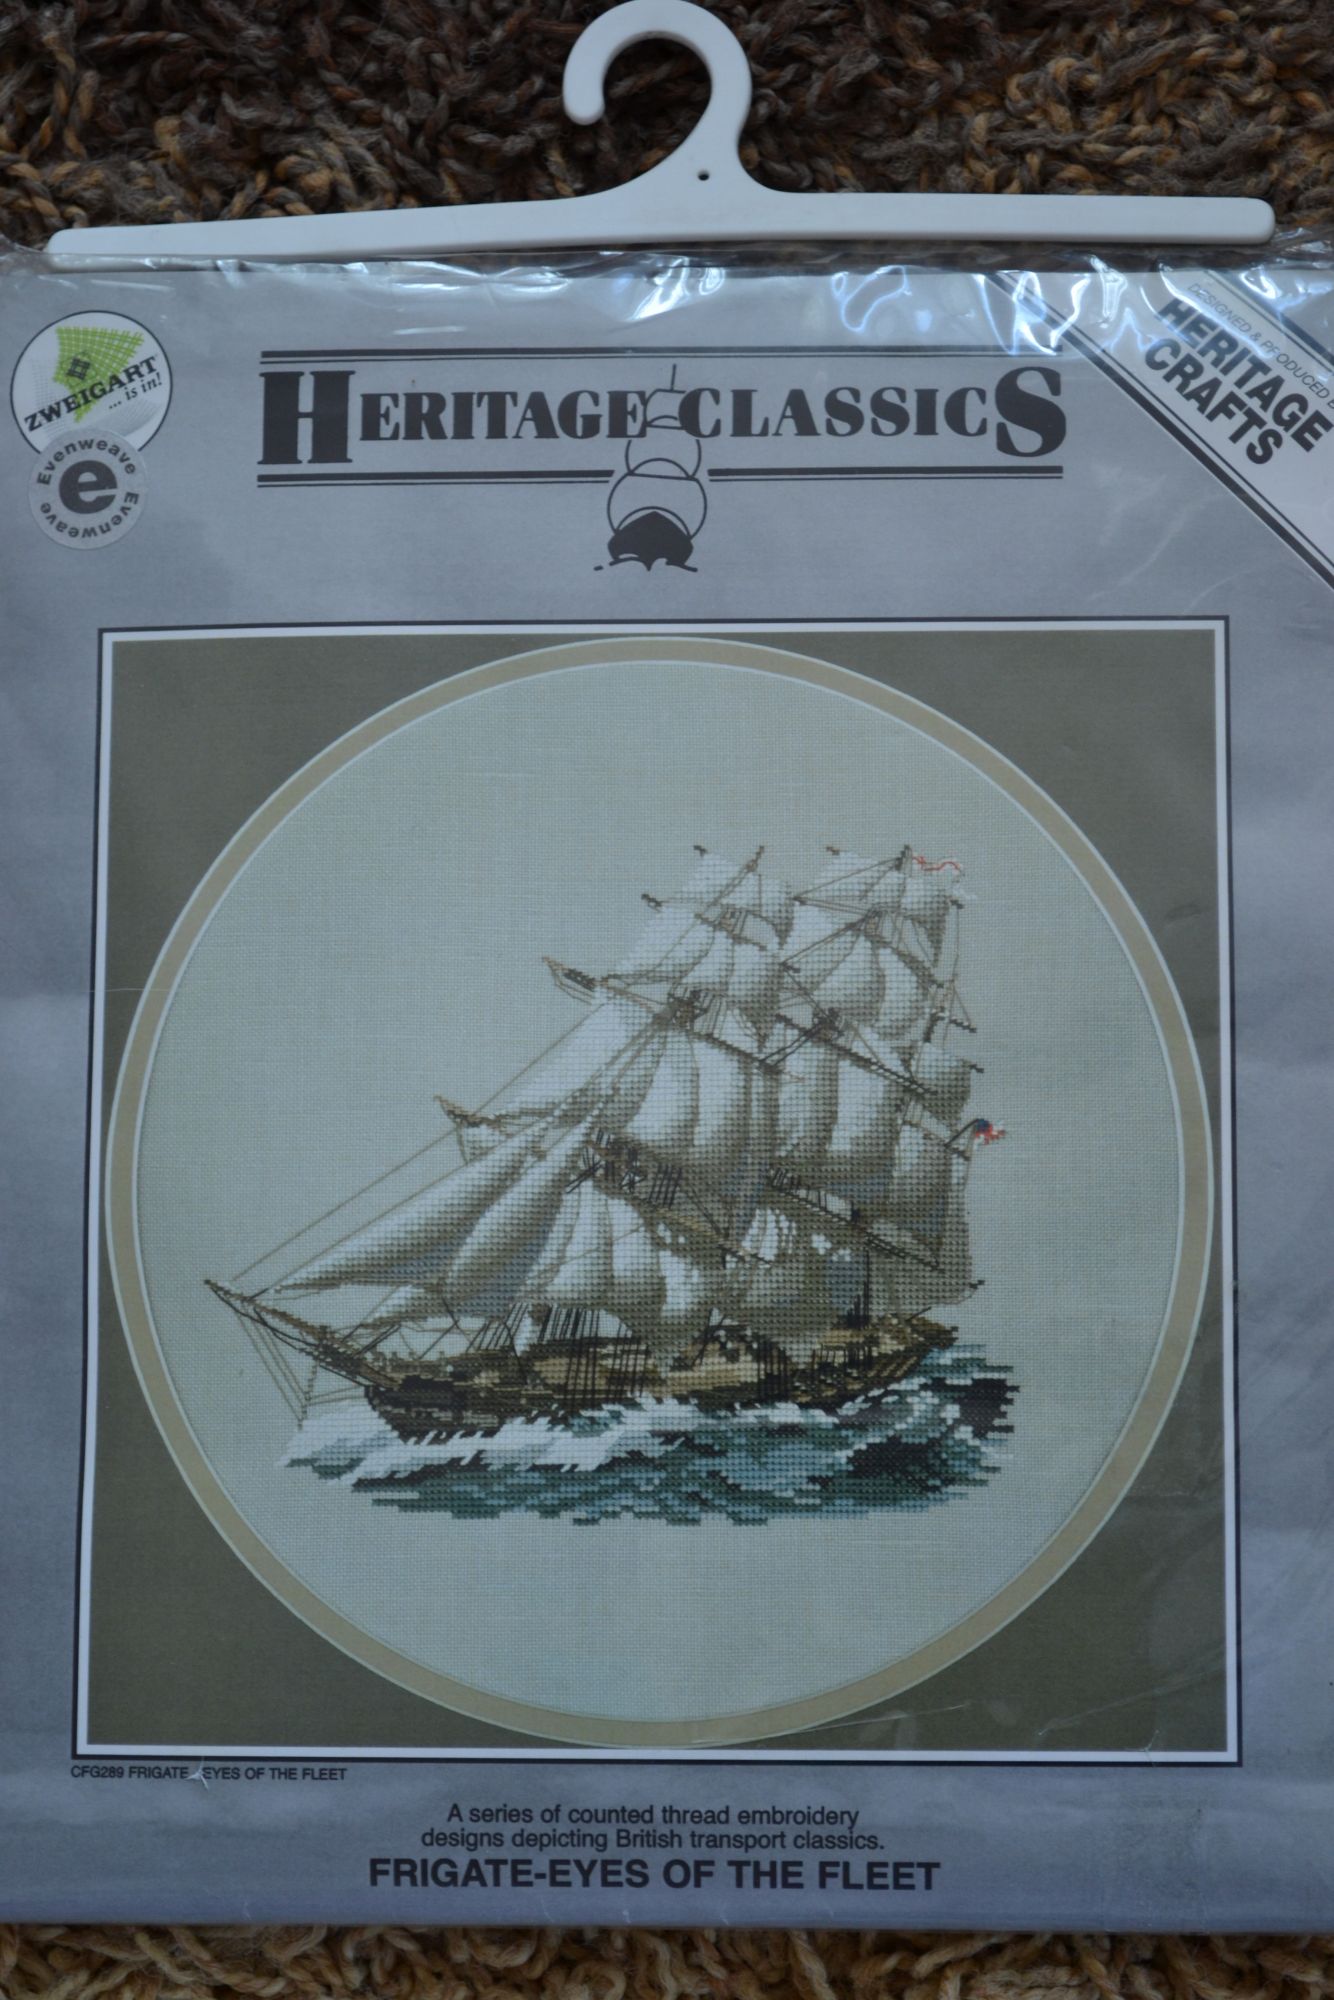 ZWEIGART
... is in!
Evenweave
e
Evenweave
HERITAGE CLASSICS
DESIGNED & PRODUCED
HERITAGE
CRAFTS
CFG289 FRIGATE EYES OF THE FLEET
A series of counted thread embroidery
designs depicting British transport classics.
FRIGATE-EYES OF THE FLEET